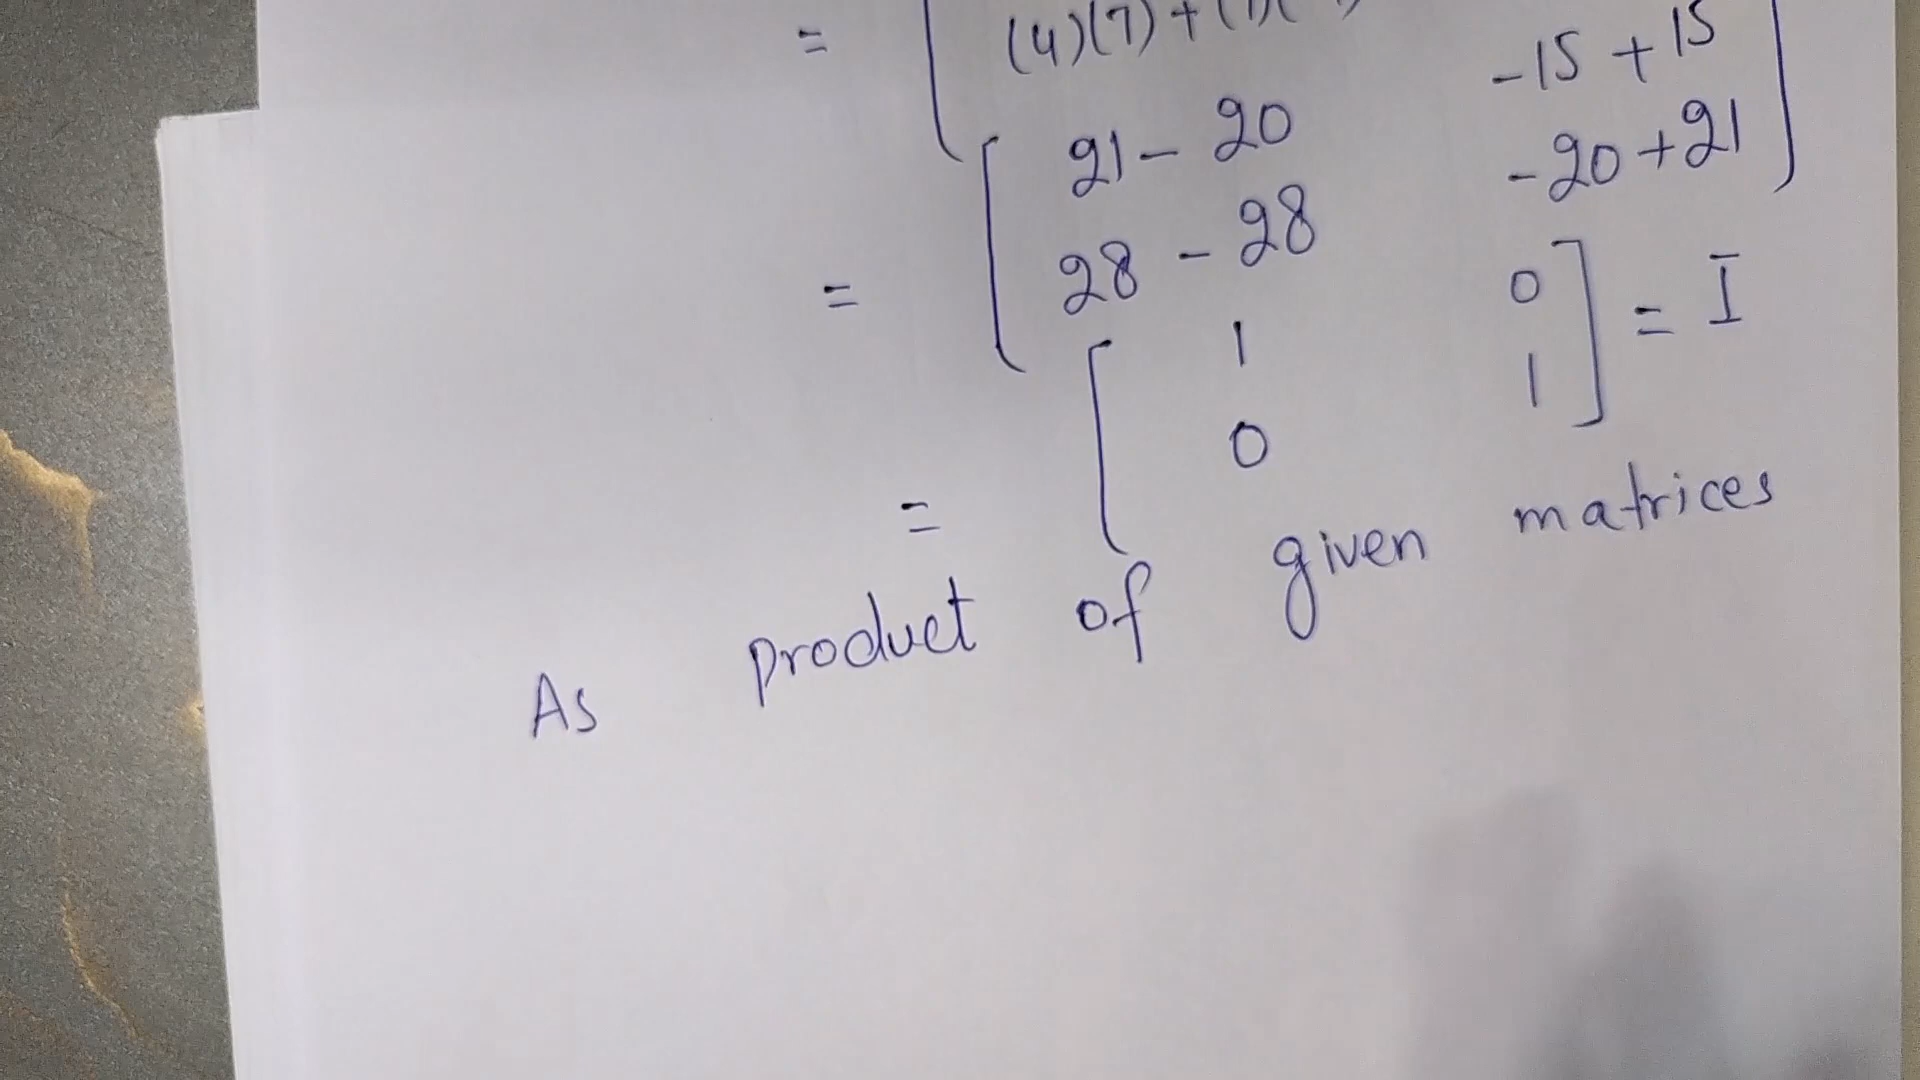 = (4)(7) +
21 - 20 -15 + 15
= [ 28 - 28 -20 + 21 ]
1 0
= [ 0 1 ] = I
As product of given matrices